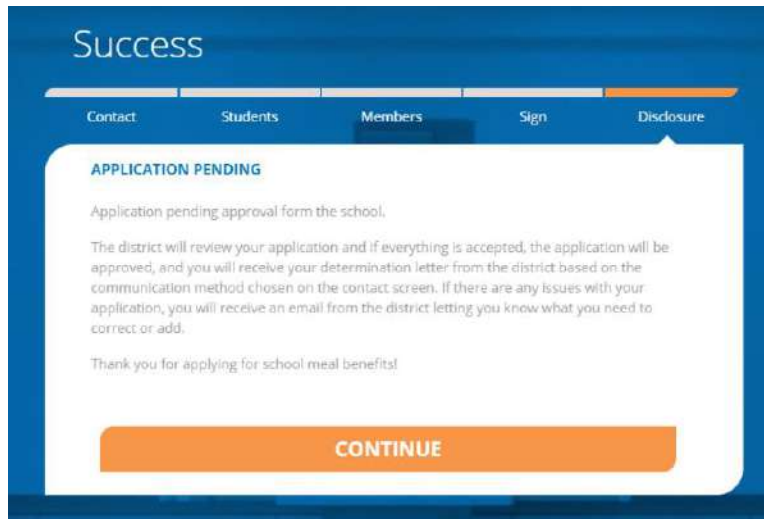 Success
Contact Students Members Sign Disclosure
APPLICATION PENDING
Application pending approval form the school.
The district will review your application and if everything is accepted, the application will be
approved, and you will receive your determination letter from the district based on the
communication method chosen on the contact screen. If there are any issues with your
application, you will receive an email from the district letting you know what you need to
correct or add.
Thank you for applying for school meal benefits!
CONTINUE